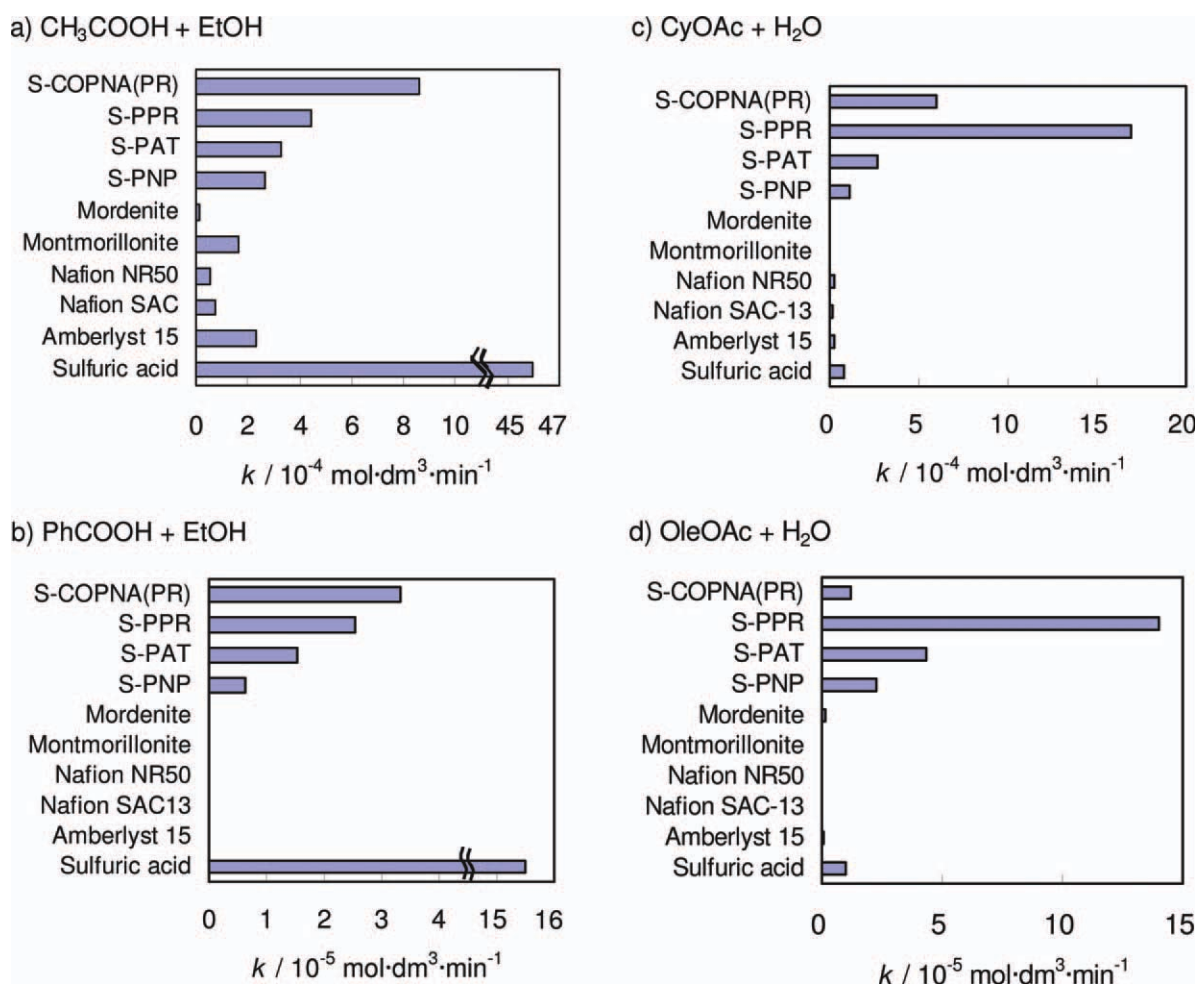 a) CH₃COOH + EtOH
S-COPNA(PR)
S-PPR
S-PAT
S-PNP
Mordenite
Montmorillonite
Nafion NR50
Nafion SAC
Amberlyst 15
Sulfuric acid
0 2 4 6 8 10 45 47
k / 10⁻⁴ mol·dm³·min⁻¹
b) PhCOOH + EtOH
S-COPNA(PR)
S-PPR
S-PAT
S-PNP
Mordenite
Montmorillonite
Nafion NR50
Nafion SAC13
Amberlyst 15
Sulfuric acid
0 1 2 3 4 15 16
k / 10⁻⁵ mol·dm³·min⁻¹
c) CyOAc + H₂O
S-COPNA(PR)
S-PPR
S-PAT
S-PNP
Mordenite
Montmorillonite
Nafion NR50
Nafion SAC-13
Amberlyst 15
Sulfuric acid
0 5 10 15 20
k / 10⁻⁴ mol·dm³·min⁻¹
d) OleOAc + H₂O
S-COPNA(PR)
S-PPR
S-PAT
S-PNP
Mordenite
Montmorillonite
Nafion NR50
Nafion SAC-13
Amberlyst 15
Sulfuric acid
0 5 10 15
k / 10⁻⁵ mol·dm³·min⁻¹